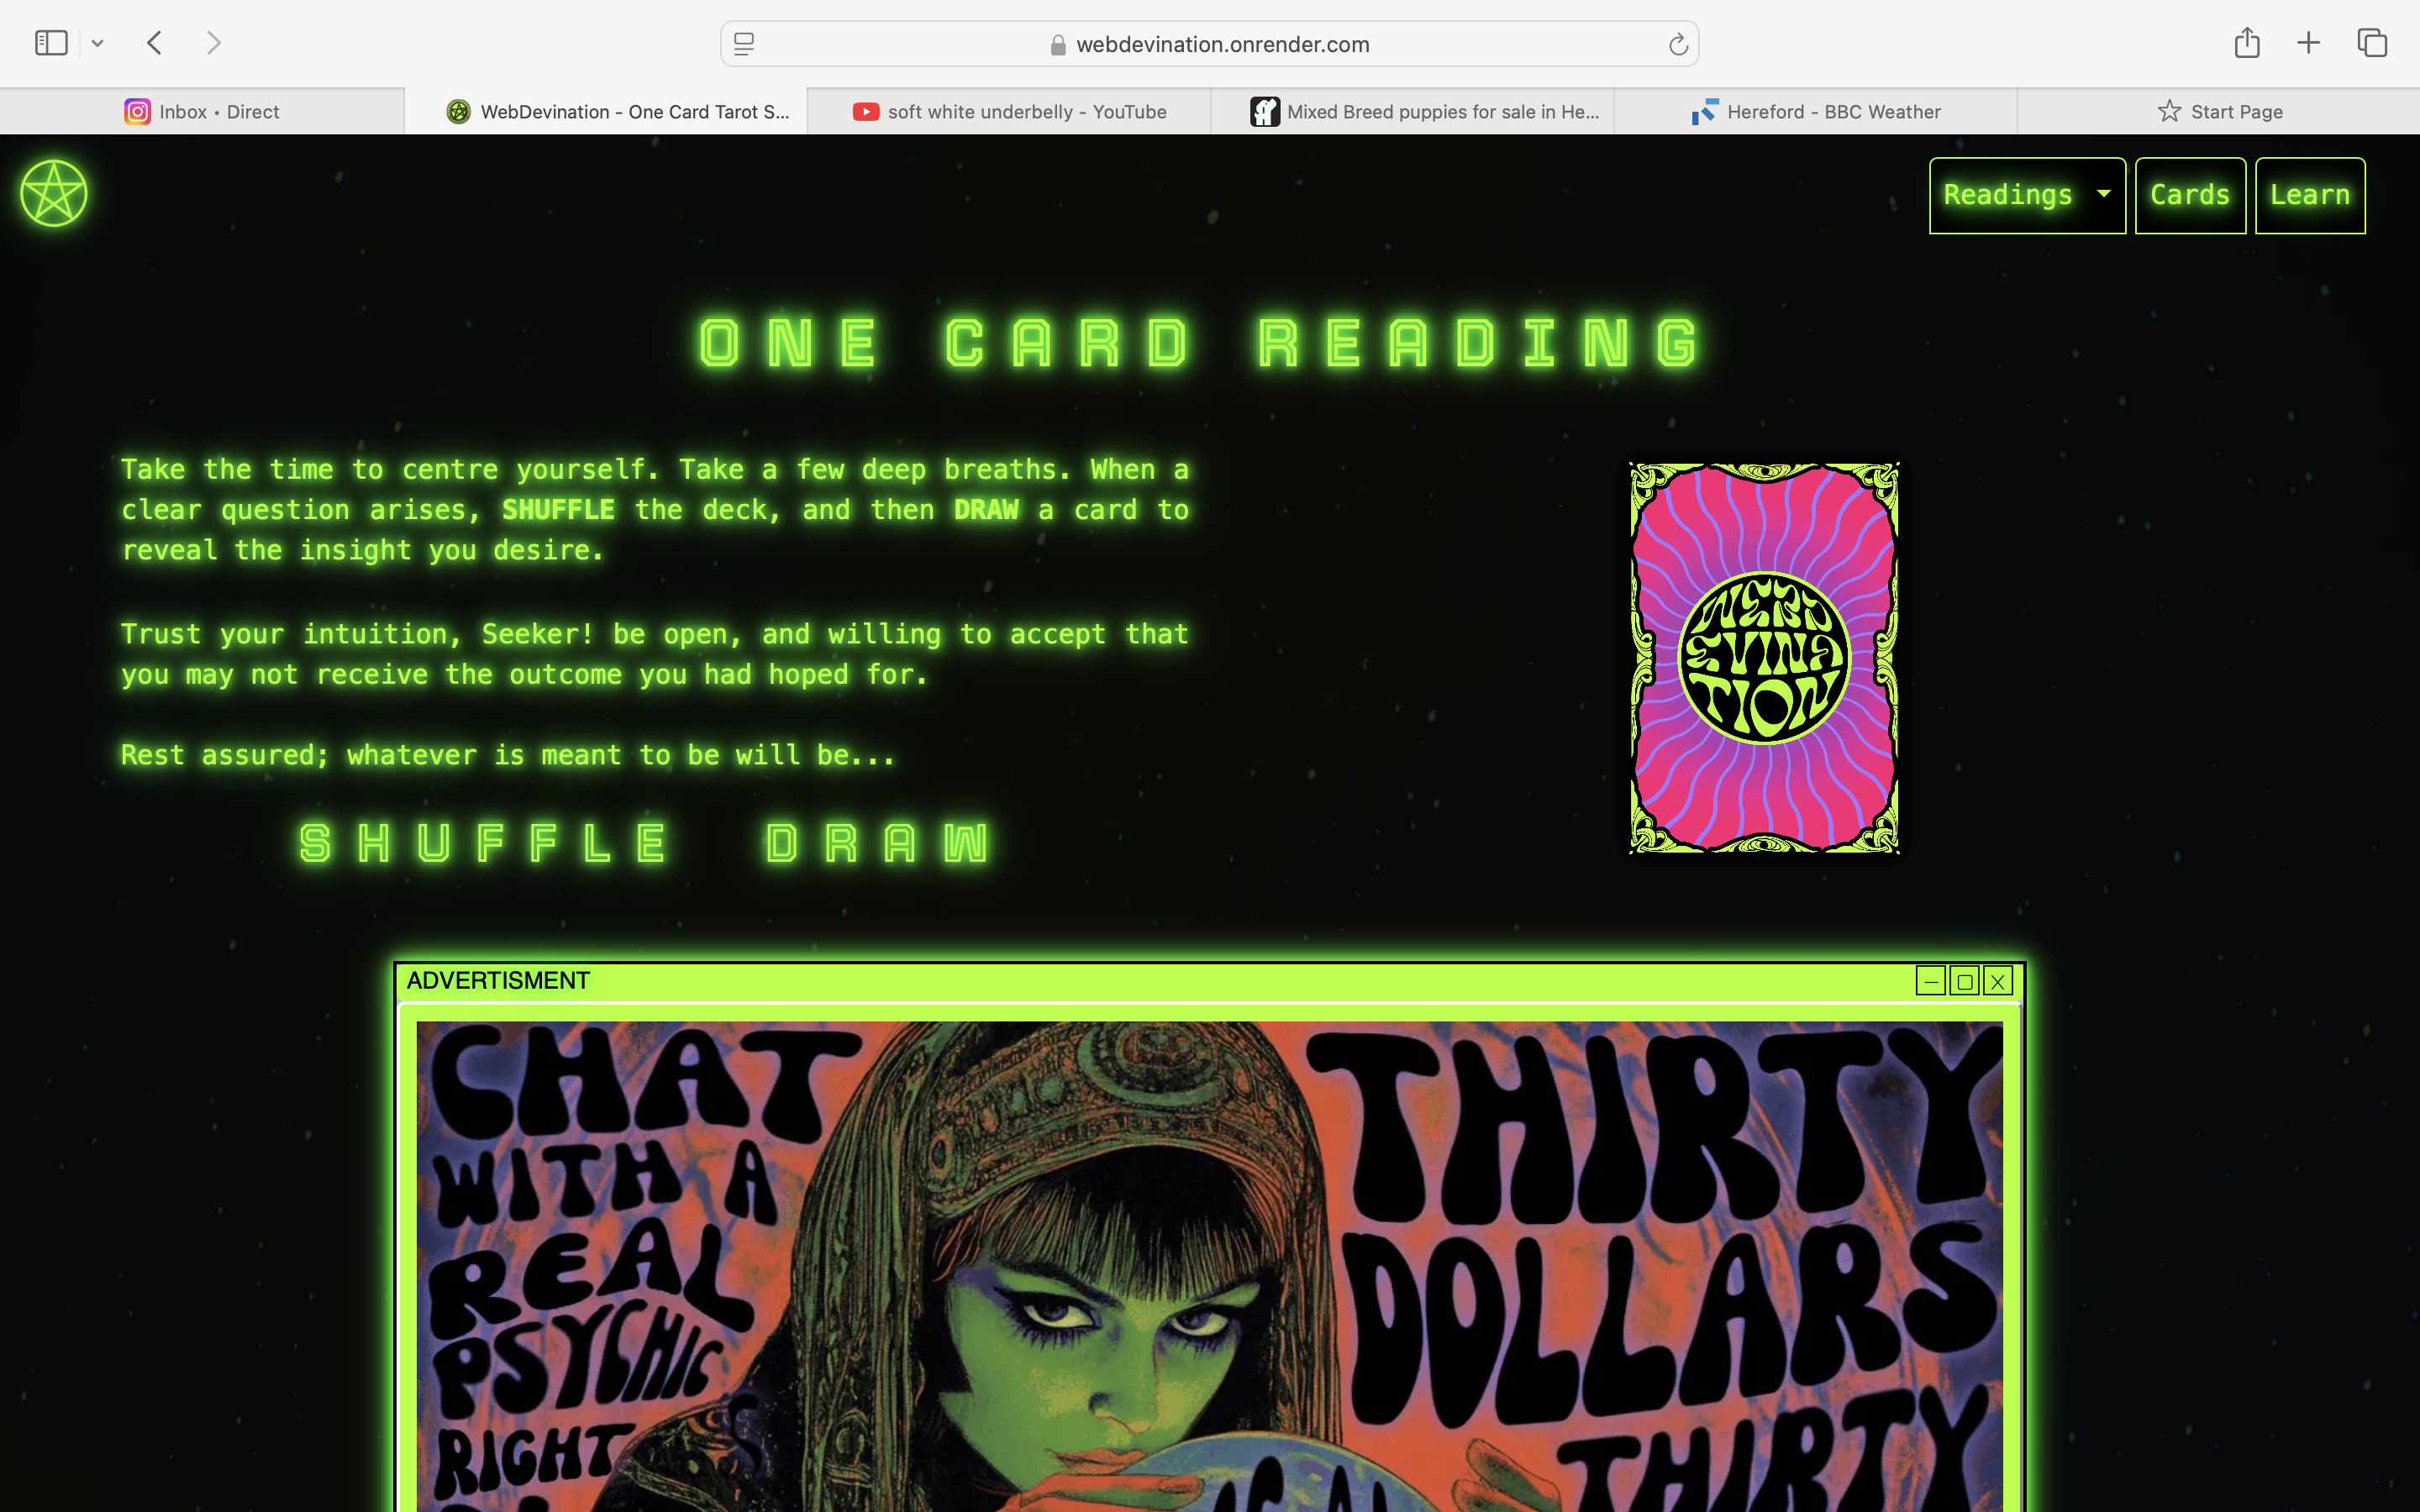 webdevination.onrender.com
Inbox • Direct
WebDevination - One Card Tarot S...
soft white underbelly - YouTube
Mixed Breed puppies for sale in He...
Hereford - BBC Weather
Start Page
Readings
Cards
Learn
ONE CARD READING
Take the time to centre yourself. Take a few deep breaths. When a
clear question arises, SHUFFLE the deck, and then DRAW a card to
reveal the insight you desire.
Trust your intuition, Seeker! be open, and willing to accept that
you may not receive the outcome you had hoped for.
Rest assured; whatever is meant to be will be...
SHUFFLE DRAW
WEBD
EVINA
TION
ADVERTISMENT
CHAT
WITH A
REAL
PSYCHIC
RIGHT
THIRTY
DOLLARS
THIRTY